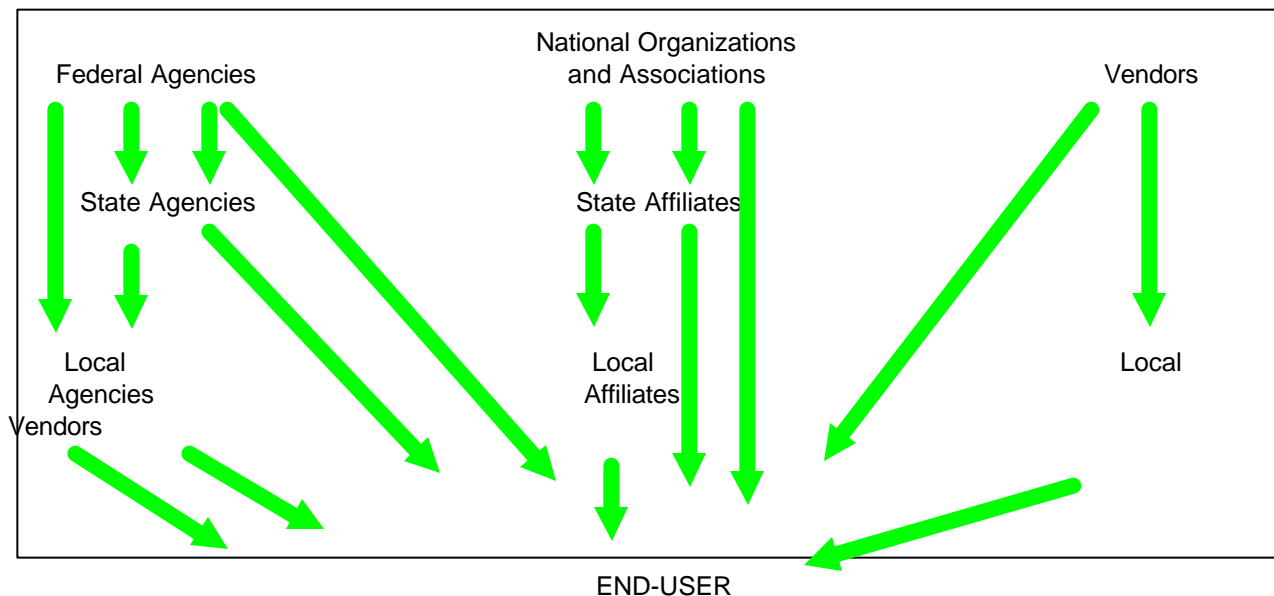 National Organizations
and Associations
Federal Agencies
Vendors
State Agencies
State Affiliates
Local
Agencies
Vendors
Local
Affiliates
Local
END-USER